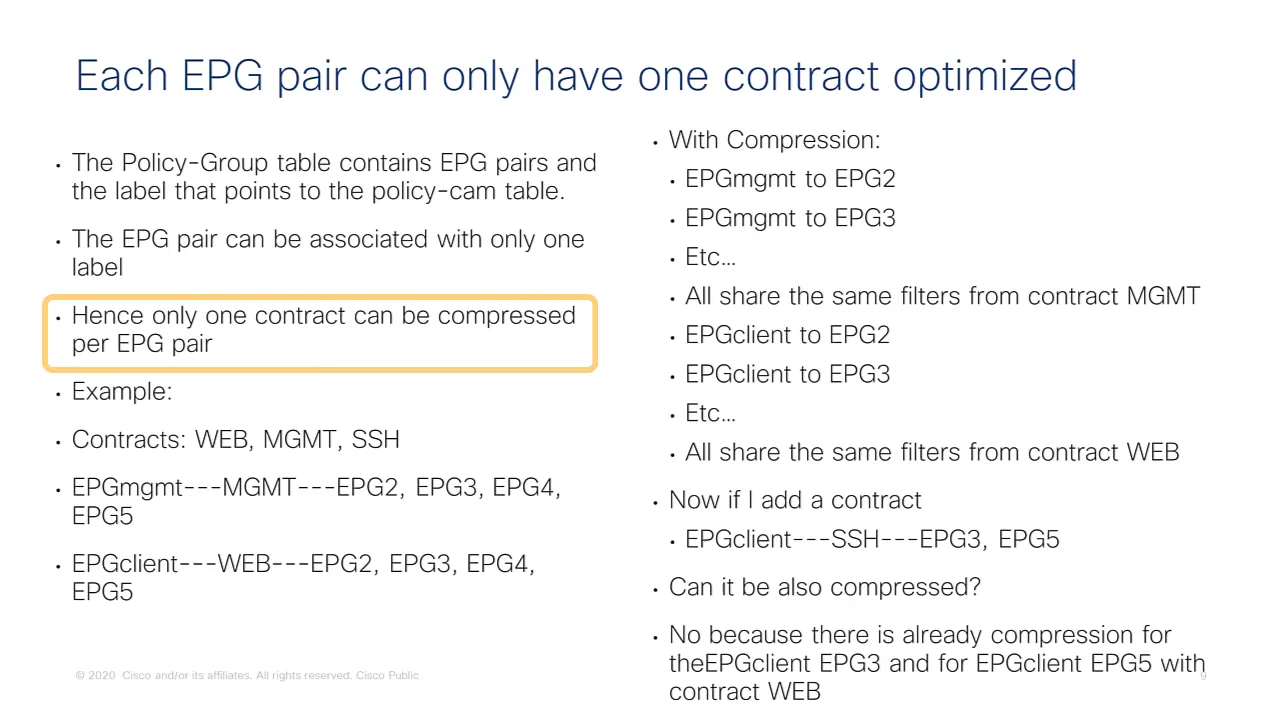 Each EPG pair can only have one contract optimized
• The Policy-Group table contains EPG pairs and
the label that points to the policy-cam table.
• The EPG pair can be associated with only one
label
• Hence only one contract can be compressed
per EPG pair
• Example:
• Contracts: WEB, MGMT, SSH
• EPGmgmt---MGMT---EPG2, EPG3, EPG4,
EPG5
• EPGclient---WEB---EPG2, EPG3, EPG4,
EPG5
• With Compression:
• EPGmgmt to EPG2
• EPGmgmt to EPG3
• Etc...
• All share the same filters from contract MGMT
• EPGclient to EPG2
• EPGclient to EPG3
• Etc...
• All share the same filters from contract WEB
• Now if I add a contract
• EPGclient---SSH---EPG3, EPG5
• Can it be also compressed?
• No because there is already compression for
theEPGclient EPG3 and for EPGclient EPG5 with
contract WEB
© 2020 Cisco and/or its affiliates. All rights reserved. Cisco Public
9